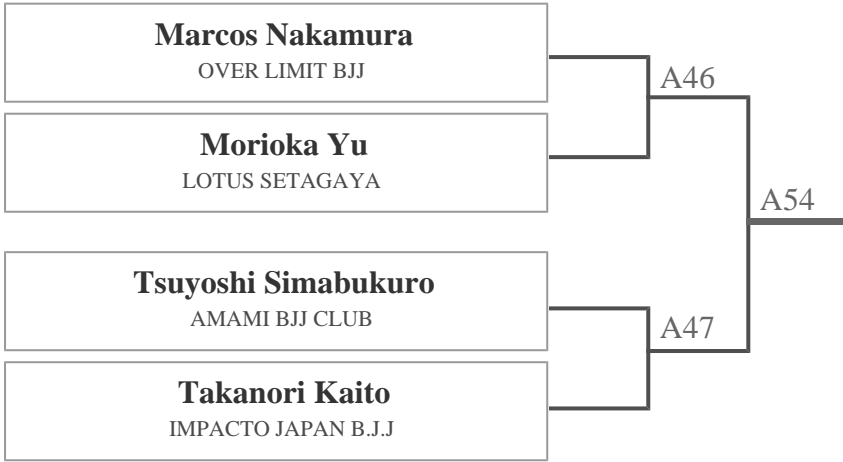 Marcos Nakamura
OVER LIMIT BJJ
A46
Morioka Yu
LOTUS SETAGAYA
A54
Tsuyoshi Simabukuro
AMAMI BJJ CLUB
A47
Takanori Kaito
IMPACTO JAPAN B.J.J